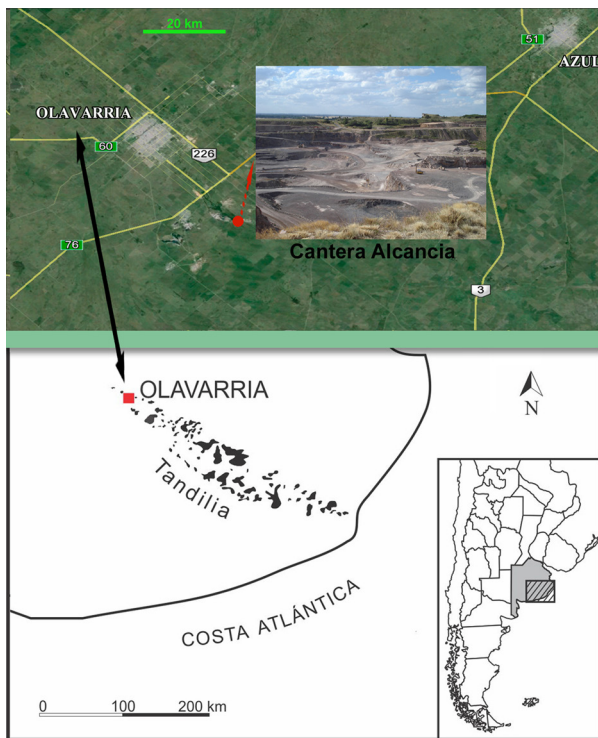 20 km
51
AZUL
OLAVARRIA
60
226
76
3
Cantera Alcancia
OLAVARRIA
N
Tandilia
COSTA ATLÁNTICA
0 100 200 km